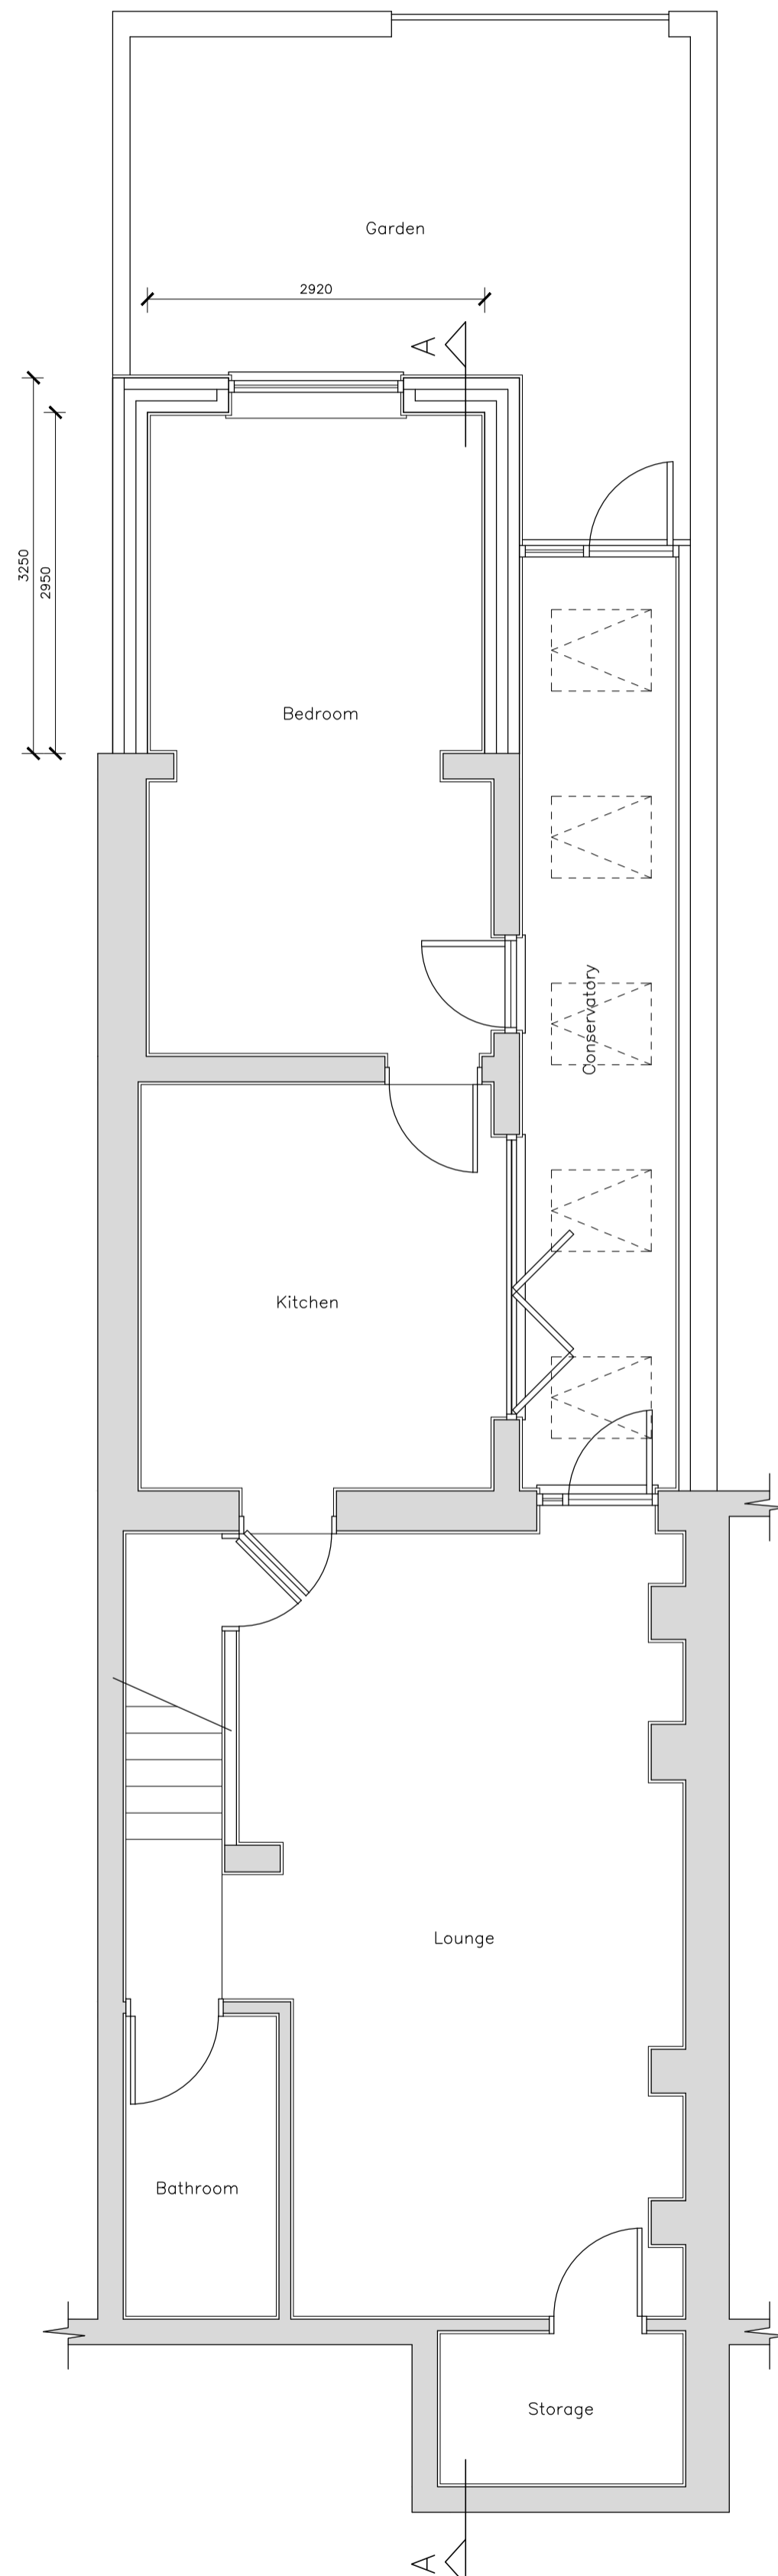 Garden
2920
A
3250
2950
Bedroom
Conservatory
Kitchen
Lounge
Bathroom
Storage
A